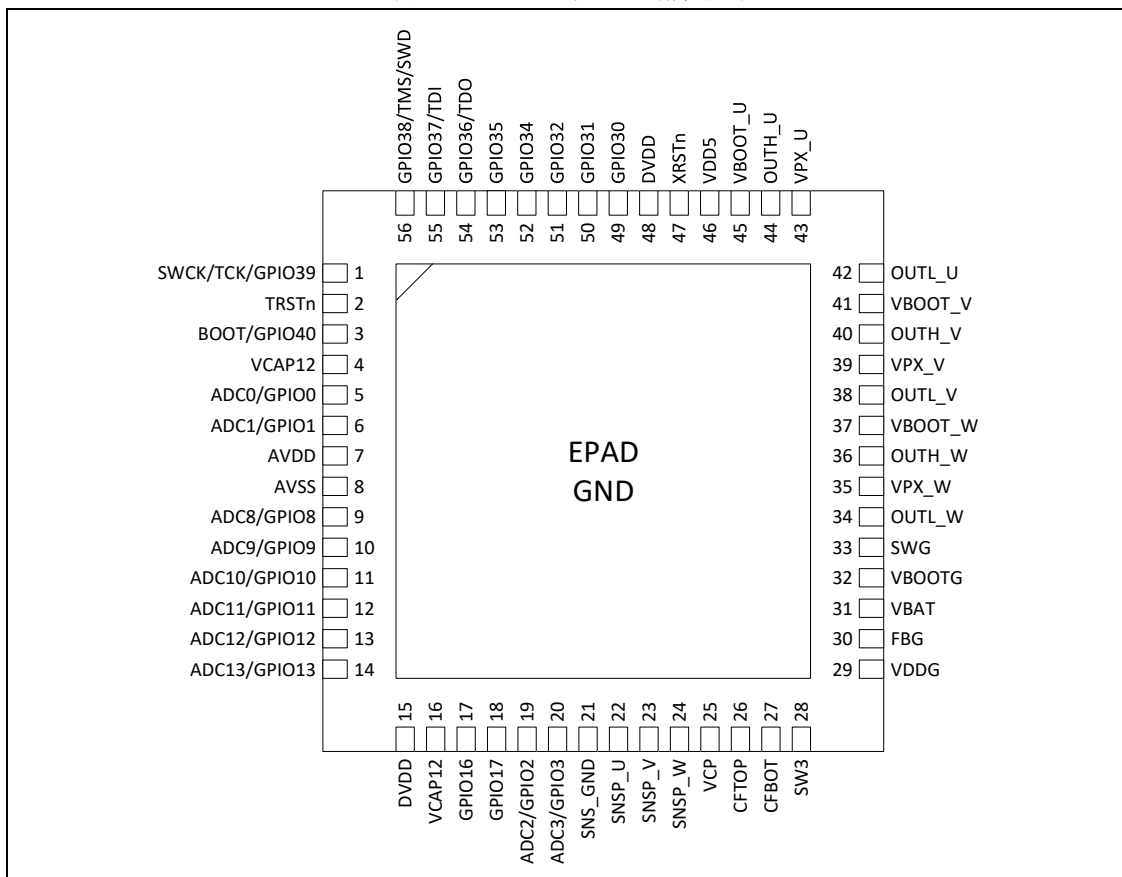 GPIO38/TMS/SWD
GPIO37/TDI
GPIO36/TDO
GPIO35
GPIO34
GPIO32
GPIO31
GPIO30
DVDD
XRSTn
VDD5
VBOOT_U
OUTH_U
VPX_U
56
55
54
53
52
51
50
49
48
47
46
45
44
43
SWCK/TCK/GPIO39 1
TRSTn 2
BOOT/GPIO40 3
VCAP12 4
ADC0/GPIO0 5
ADC1/GPIO1 6
AVDD 7
AVSS 8
ADC8/GPIO8 9
ADC9/GPIO9 10
ADC10/GPIO10 11
ADC11/GPIO11 12
ADC12/GPIO12 13
ADC13/GPIO13 14
EPAD
GND
42 OUTL_U
41 VBOOT_V
40 OUTH_V
39 VPX_V
38 OUTL_V
37 VBOOT_W
36 OUTH_W
35 VPX_W
34 OUTL_W
33 SWG
32 VBOOTG
31 VBAT
30 FBG
29 VDDG
15
16
17
18
19
20
21
22
23
24
25
26
27
28
DVDD
VCAP12
GPIO16
GPIO17
ADC2/GPIO2
ADC3/GPIO3
SNS_GND
SNSP_U
SNSP_V
SNSP_W
VCP
CFTOP
CFBOT
SW3